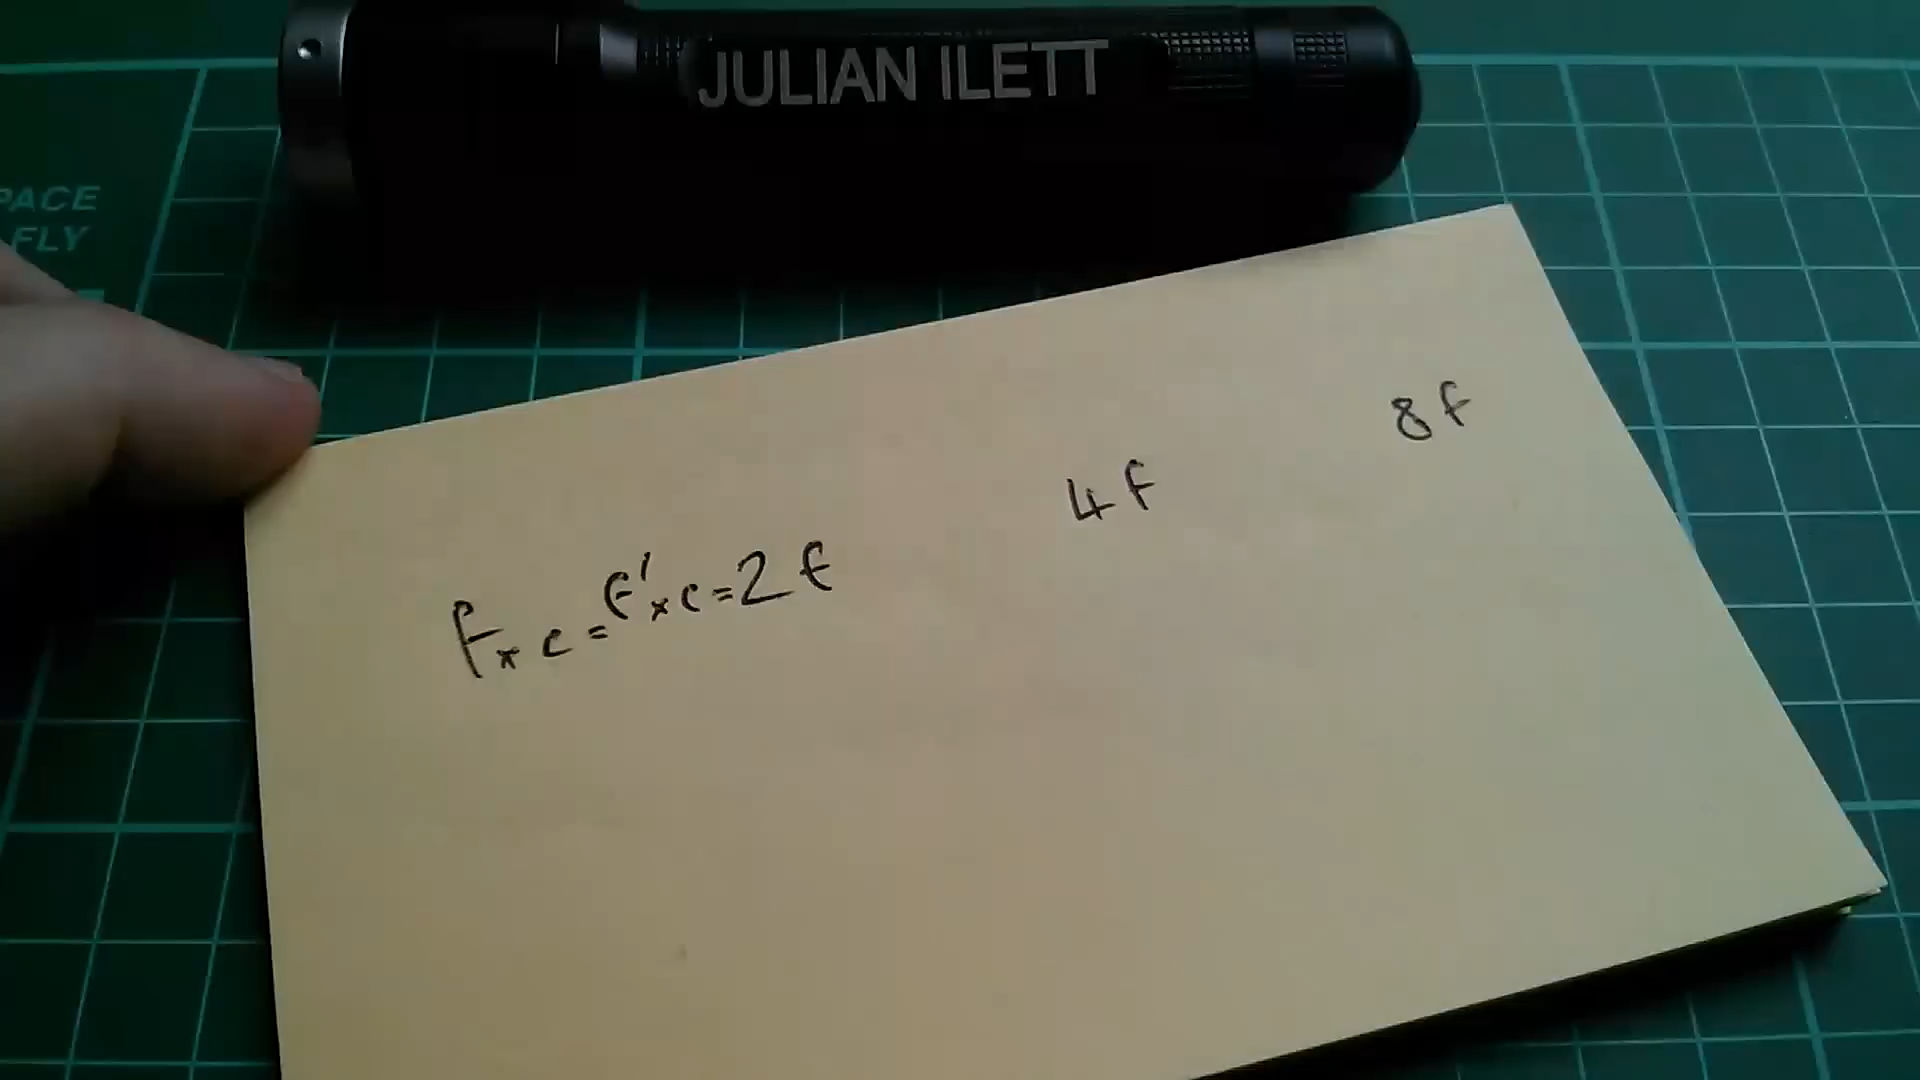 JULIAN ILETT
PACE
FLY
8f
4f
f x c = f' x c = 2f